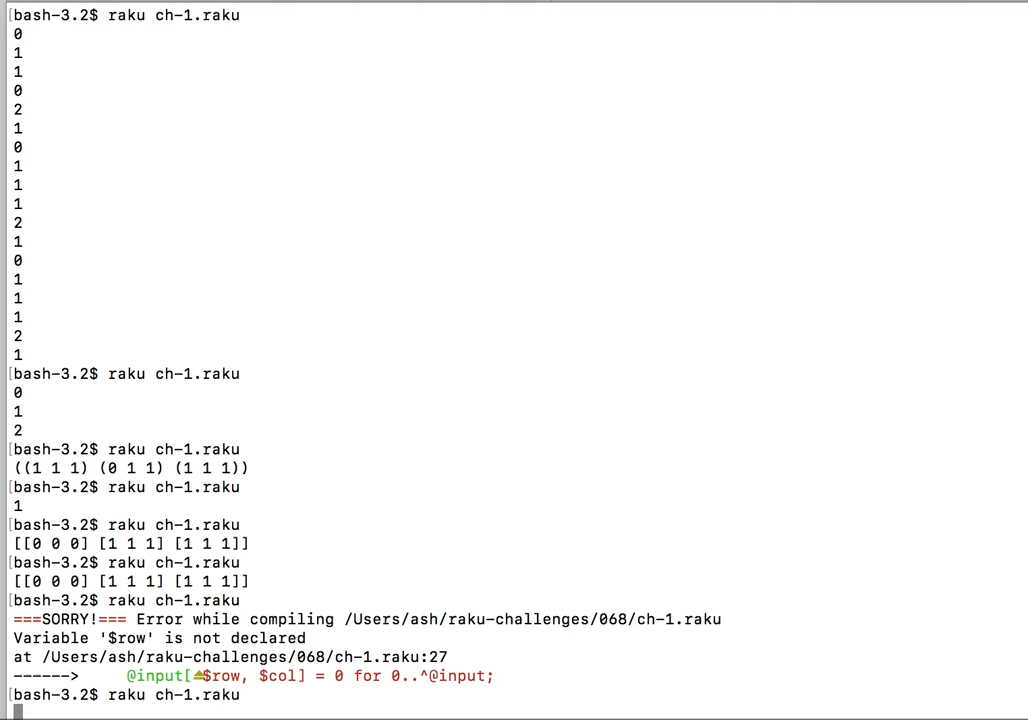 [bash-3.2$ raku ch-1.raku
0
1
1
0
2
1
0
1
1
1
2
1
0
1
1
1
2
1
[bash-3.2$ raku ch-1.raku
0
1
2
[bash-3.2$ raku ch-1.raku
((1 1 1) (0 1 1) (1 1 1))
[bash-3.2$ raku ch-1.raku
1
[bash-3.2$ raku ch-1.raku
[[0 0 0] [1 1 1] [1 1 1]]
[bash-3.2$ raku ch-1.raku
[[0 0 0] [1 1 1] [1 1 1]]
[bash-3.2$ raku ch-1.raku
===SORRY!=== Error while compiling /Users/ash/raku-challenges/068/ch-1.raku
Variable '$row' is not declared
at /Users/ash/raku-challenges/068/ch-1.raku:27
------>     @input[⏏$row, $col] = 0 for 0..^@input;
[bash-3.2$ raku ch-1.raku